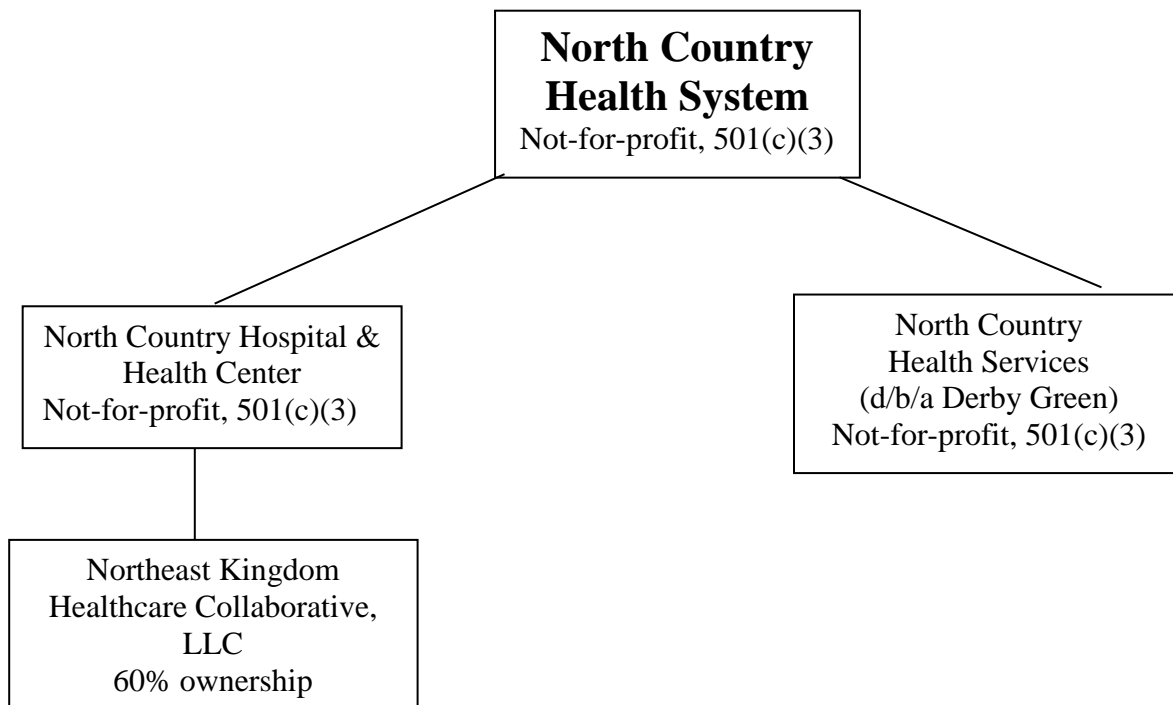 North Country
Health System
Not-for-profit, 501(c)(3)
North Country Hospital &
Health Center
Not-for-profit, 501(c)(3)
North Country
Health Services
(d/b/a Derby Green)
Not-for-profit, 501(c)(3)
Northeast Kingdom
Healthcare Collaborative,
LLC
60% ownership